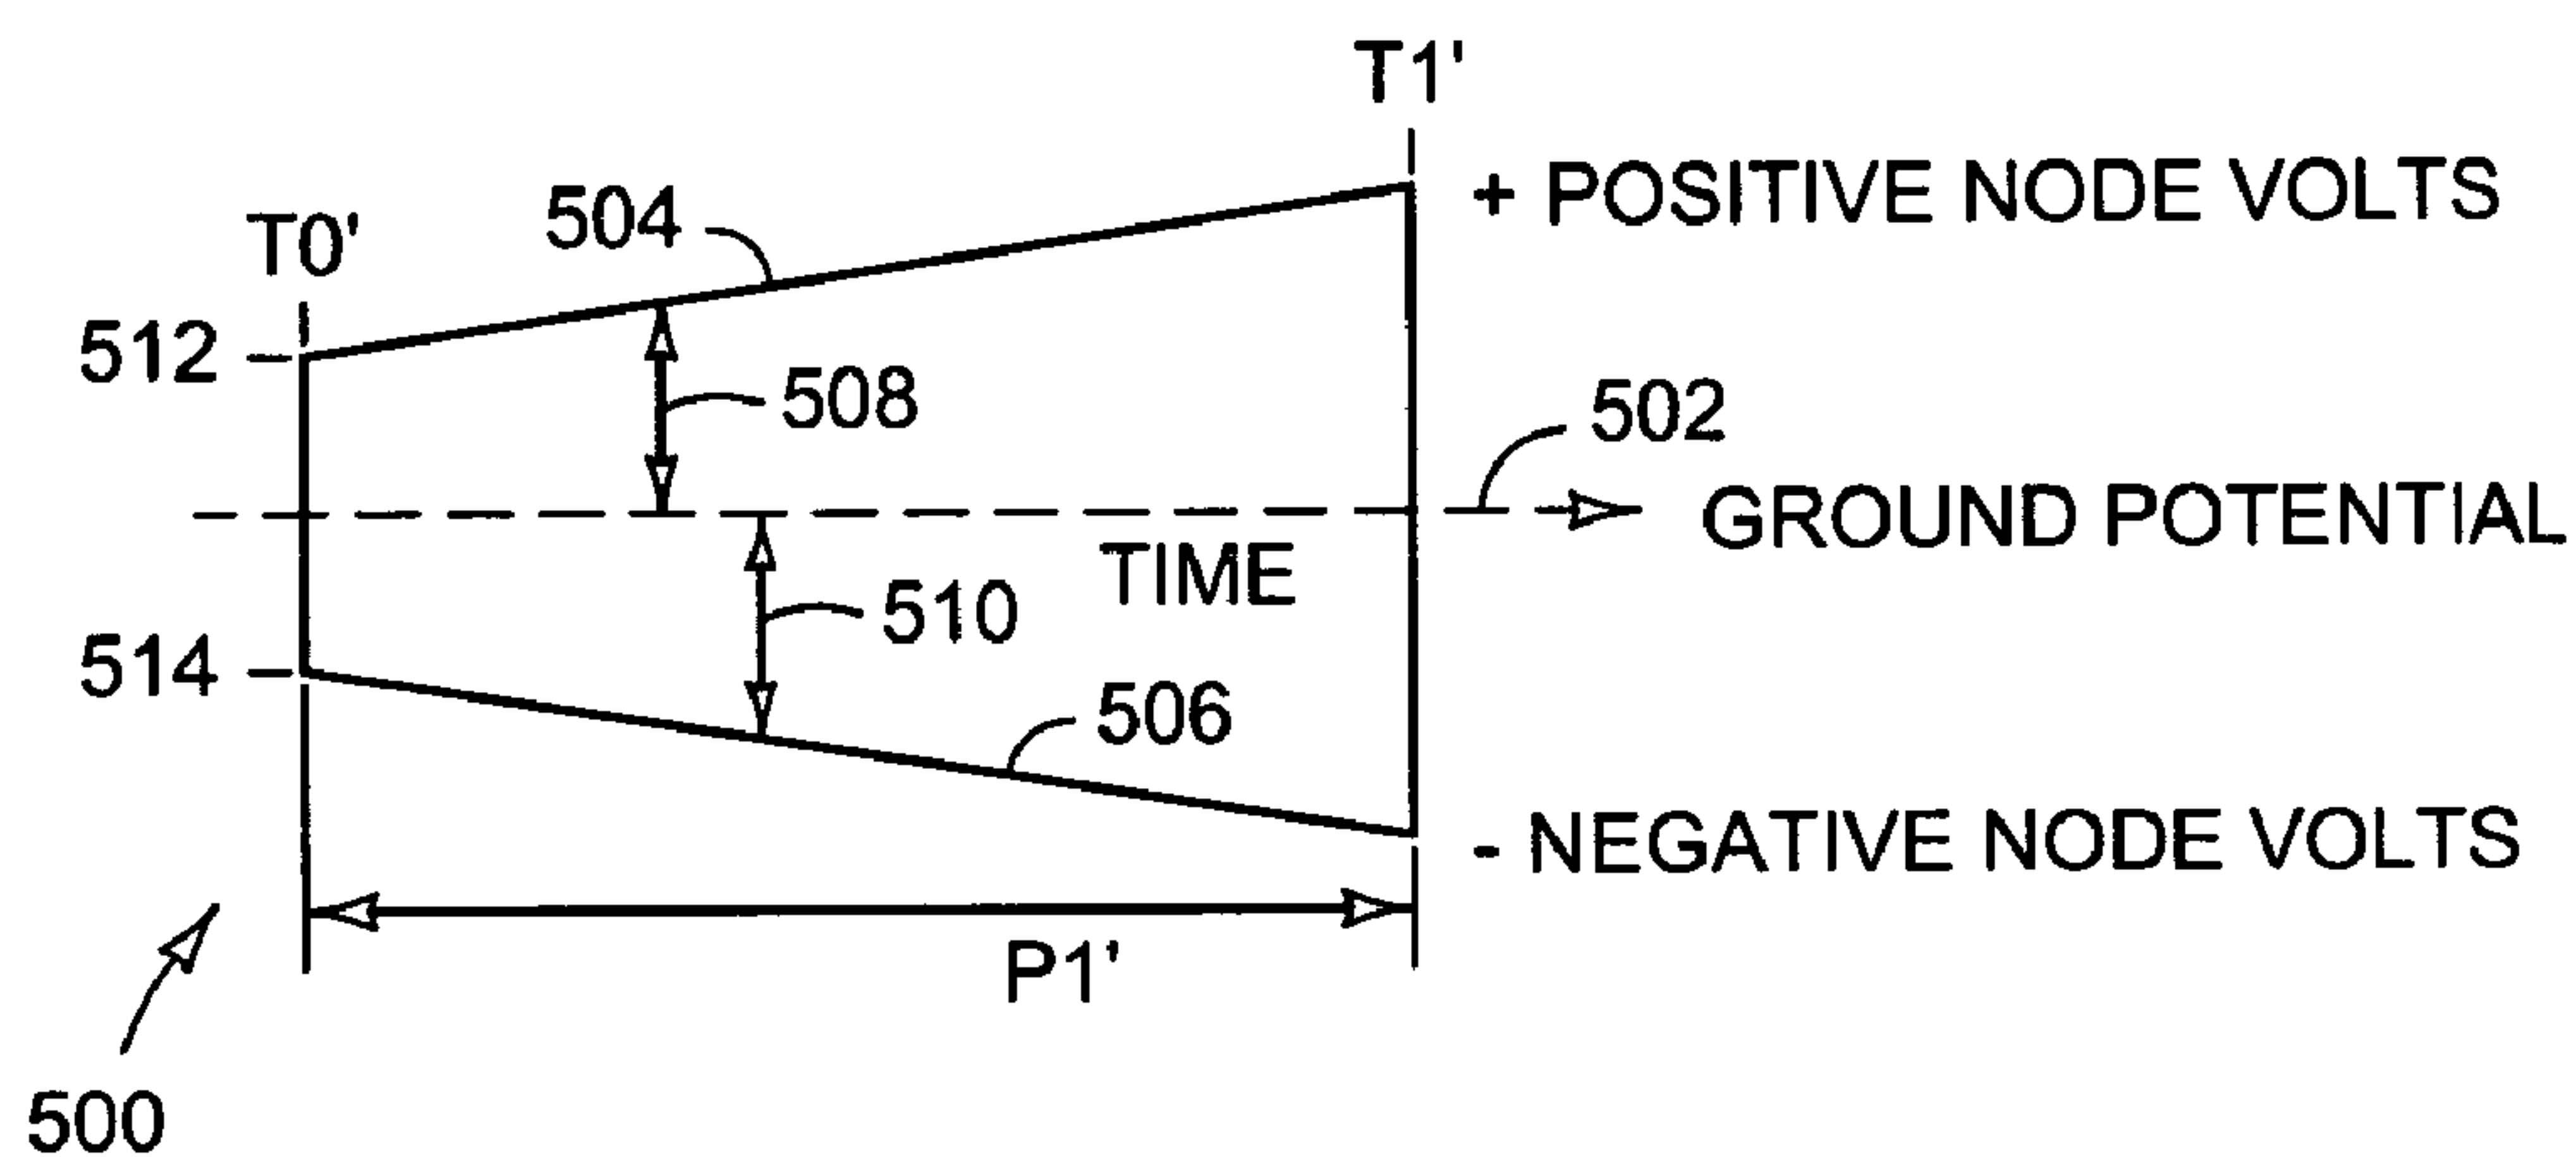 T1'
+ POSITIVE NODE VOLTS
504
T0'
512
508
502
GROUND POTENTIAL
TIME
510
514
506
- NEGATIVE NODE VOLTS
P1'
500